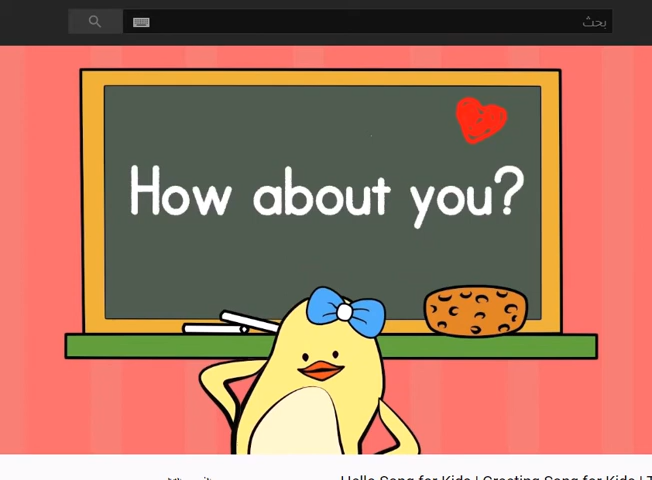 بحث
How about you?
Hello Song for Kids | Greeting Song for Kids | T